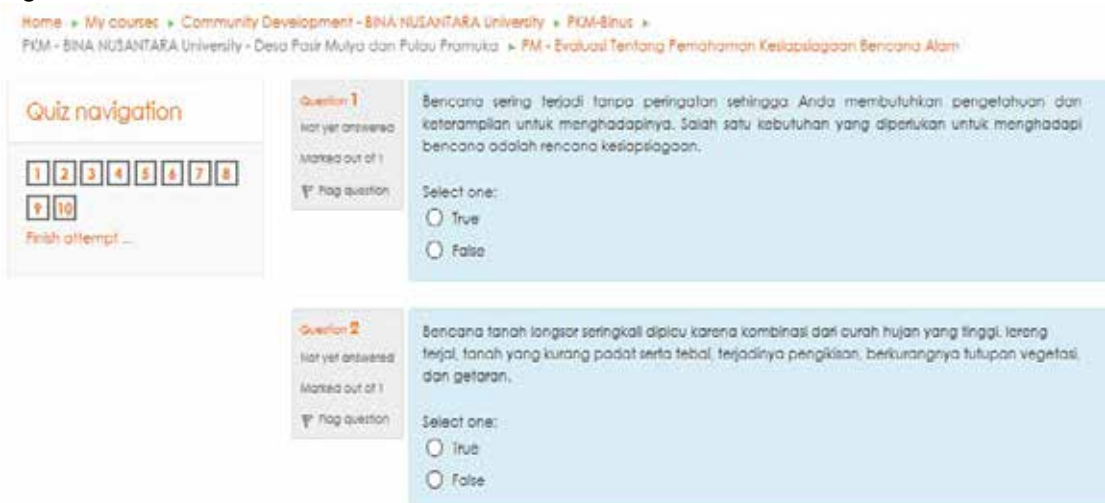 Home ▸ My courses ▸ Community Development - BINA NUSANTARA University ▸ PKM-Binus ▸
PKM - BINA NUSANTARA University - Desa Pasir Mulya dan Pulau Pramuka ▸ PM - Evaluasi Tentang Pemahaman Kesiapsiagaan Bencana Alam
Quiz navigation
1 2 3 4 5 6 7 8
9 10
Finish attempt ...
Question 1
Not yet answered
Marked out of 1
Flag question
Bencana sering terjadi tanpa peringatan sehingga Anda membutuhkan pengetahuan dan
keterampilan untuk menghadapinya. Salah satu kebutuhan yang diperlukan untuk menghadapi
bencana adalah rencana kesiapsiagaan.
Select one:
True
False
Question 2
Not yet answered
Marked out of 1
Flag question
Bencana tanah longsor seringkali dipicu karena kombinasi dari curah hujan yang tinggi, lereng
terjal, tanah yang kurang padat serta tebal, terjadinya pengikisan, berkurangnya tutupan vegetasi,
dan getaran.
Select one:
True
False